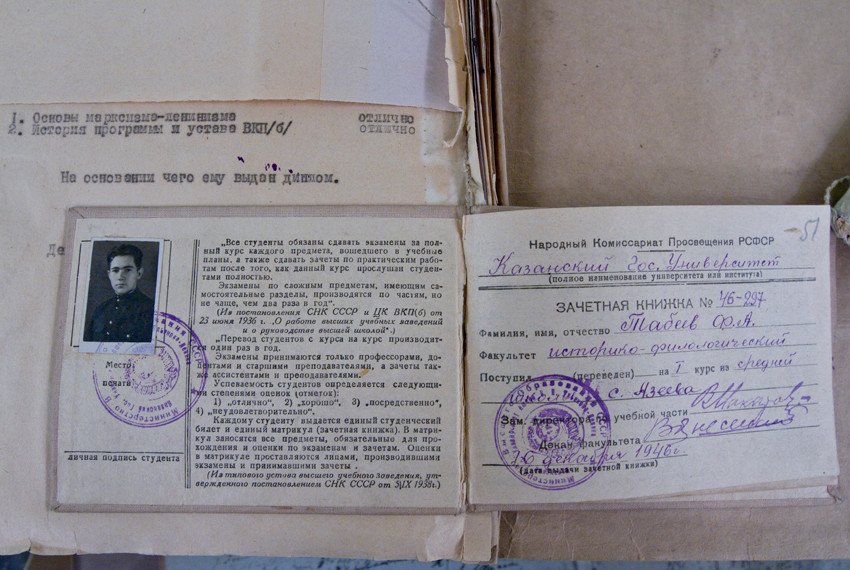 1. Основы марксизма-ленинизма отлично
2. История программы и устава ВКП/б/ отлично
На основании чего ему выдан диплом.
Де
„Все студенты обязаны сдавать экзамены за пол-
ный курс каждого предмета, вошедшего в учебные
планы, а также сдавать зачеты по практическим рабо-
там после того, как данный курс прослушан студен-
тами полностью.
Экзамены по сложным предметам, имеющим са-
мостоятельные разделы, производятся по частям, но
не чаще, чем два раза в год".
(Из постановления СНК СССР и ЦК ВКП(б) от
23 июня 1936 г. „О работе высших учебных заведений
и о руководстве высшей школой".)
„Перевод студентов с курса на курс производит-
ся один раз в год.
Экзамены принимаются только профессорами, до-
центами и старшими преподавателями, а зачеты так-
же ассистентами и преподавателями.
Успеваемость студентов определяется следующи-
ми степенями оценок (отметок):
1) „отлично", 2) „хорошо", 3) „посредственно",
4) „неудовлетворительно".
Каждому студенту выдается единый студенческий
билет и единый матрикул (зачетная книжка). В матри-
кул заносятся все предметы, обязательные для про-
хождения и оценки по экзаменам и зачетам. Оценки
в матрикуле проставляются лицами, производившими
экзамены и принимавшими зачеты.
(Из типового устава высшего учебного заведения, ут-
вержденного постановлением СНК СССР от 5/IX 1938г.)
Место
печати
личная подпись студента
51
Народный Комиссариат Просвещения РСФСР
Казанский Гос. Университет
(полное наименование университета или института)
ЗАЧЕТНАЯ КНИЖКА № 46-297
Фамилия, имя, отчество Табеев Ф.А.
Факультет историко-филологический
Поступил (переведен) на I курс из средней
школы с. Азеева
Зам. директора по учебной части
Декан факультета
16 декабря 1946 г.
(дата выдачи зачетной книжки)